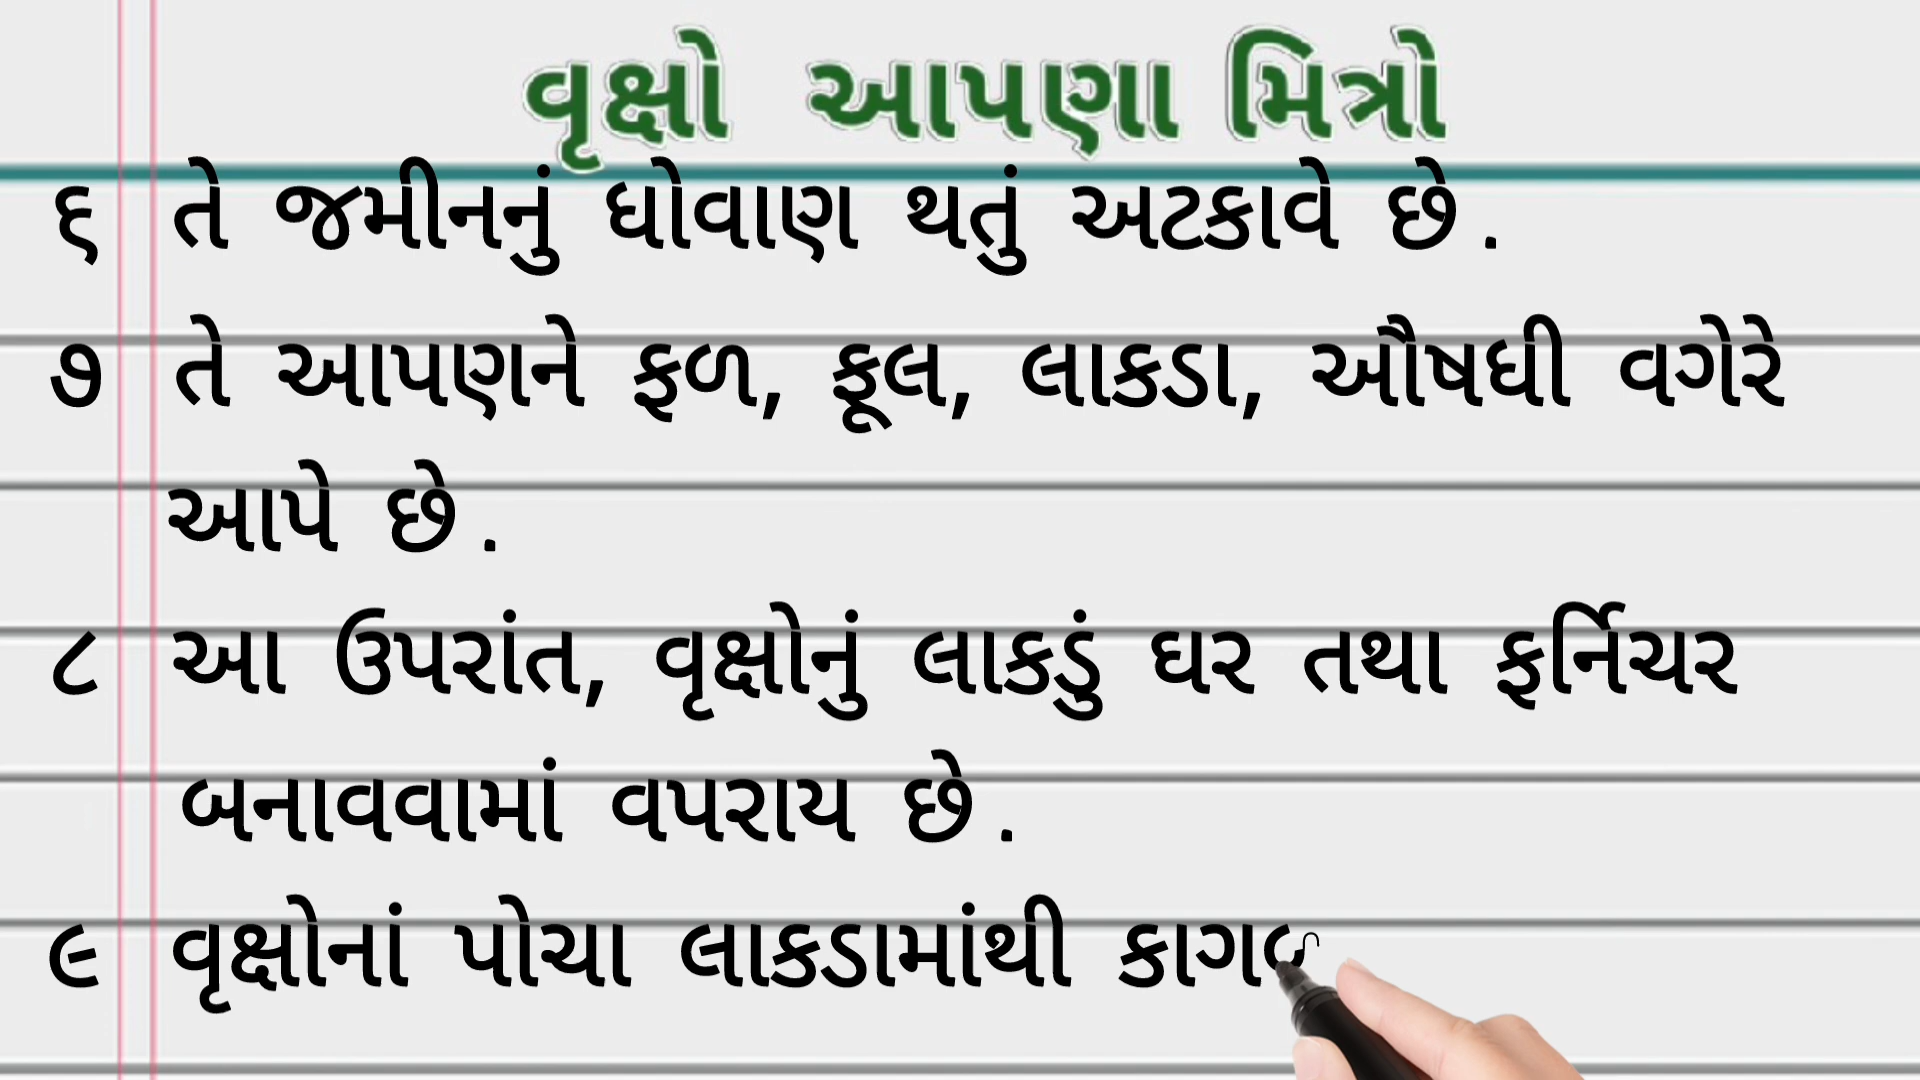 વૃક્ષો આપણા મિત્રો
૬ તે જમીનનું ધોવાણ થતું અટકાવે છે.
૭ તે આપણને ફળ, ફૂલ, લાકડા, ઔષધી વગેરે
આપે છે.
૮ આ ઉપરાંત, વૃક્ષોનું લાકડું ઘર તથા ફર્નિચર
બનાવવામાં વપરાય છે.
૯ વૃક્ષોનાં પોચા લાકડામાંથી